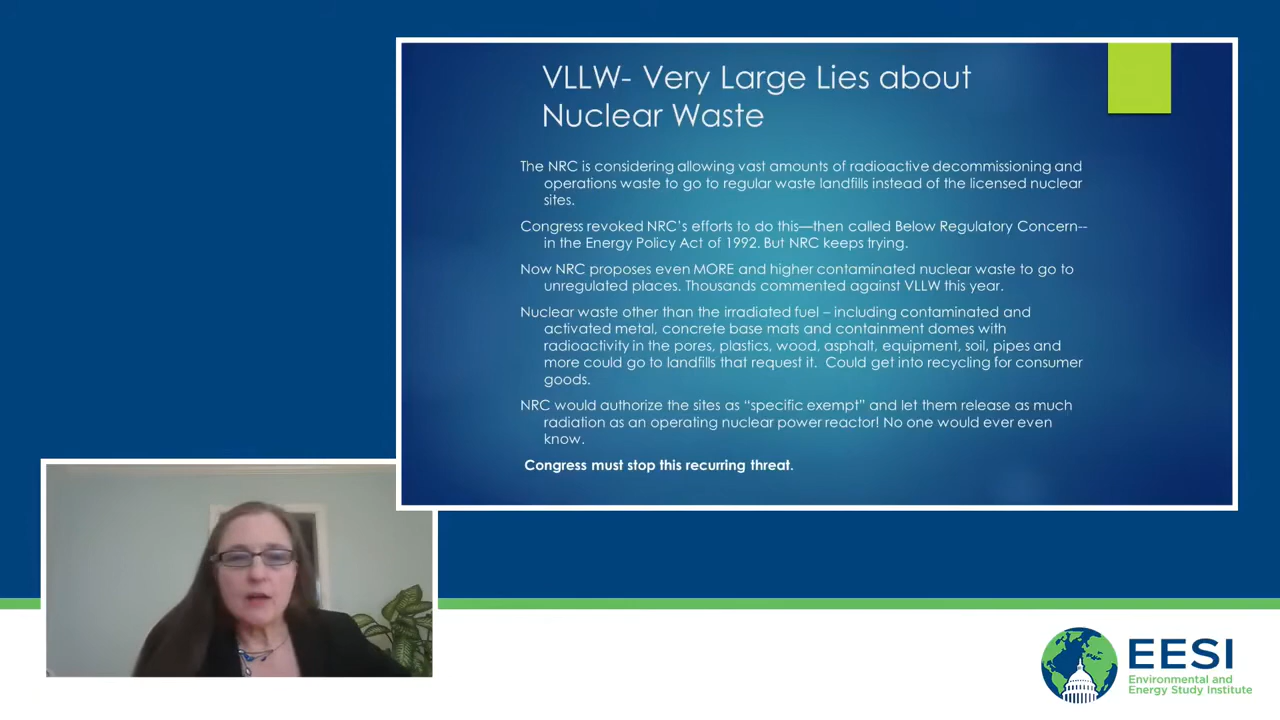 VLLW- Very Large Lies about
Nuclear Waste
The NRC is considering allowing vast amounts of radioactive decommissioning and
operations waste to go to regular waste landfills instead of the licensed nuclear
sites.
Congress revoked NRC's efforts to do this—then called Below Regulatory Concern--
in the Energy Policy Act of 1992. But NRC keeps trying.
Now NRC proposes even MORE and higher contaminated nuclear waste to go to
unregulated places. Thousands commented against VLLW this year.
Nuclear waste other than the irradiated fuel – including contaminated and
activated metal, concrete base mats and containment domes with
radioactivity in the pores, plastics, wood, asphalt, equipment, soil, pipes and
more could go to landfills that request it.  Could get into recycling for consumer
goods.
NRC would authorize the sites as “specific exempt” and let them release as much
radiation as an operating nuclear power reactor! No one would ever even
know.
Congress must stop this recurring threat.
EESI
Environmental and
Energy Study Institute